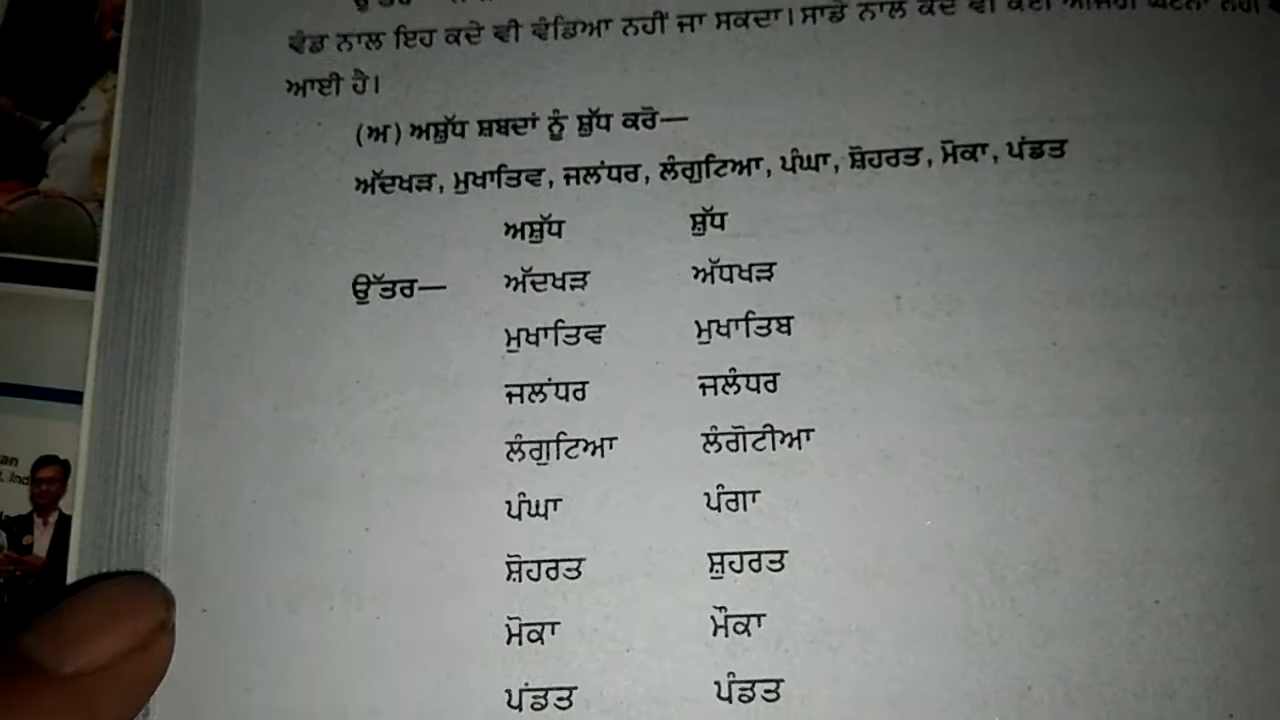 ਵੰਡ ਨਾਲ ਇਹ ਕਦੇ ਵੀ ਵੰਡਿਆ ਨਹੀਂ ਜਾ ਸਕਦਾ। ਸਾਡੇ ਨਾਲ ਕਦੇ ਵੀ
ਆਈ ਹੈ।
(ਅ) ਅਸ਼ੁੱਧ ਸ਼ਬਦਾਂ ਨੂੰ ਸ਼ੁੱਧ ਕਰੋ—
ਅੱਦਖੜ, ਮੁਖਾਤਿਵ, ਜਲਾਂਧਰ, ਲੰਗੁਟਿਆ, ਪੰਘਾ, ਸ਼ੋਹਰਤ, ਮੋਕਾ, ਪਂਡਤ
ਅਸ਼ੁੱਧ ਸ਼ੁੱਧ
ਉੱਤਰ— ਅੱਦਖੜ ਅੱਧਖੜ
ਮੁਖਾਤਿਵ ਮੁਖਾਤਿਬ
ਜਲਾਂਧਰ ਜਲੰਧਰ
ਲੰਗੁਟਿਆ ਲੰਗੋਟੀਆ
ਪੰਘਾ ਪੰਗਾ
ਸ਼ੋਹਰਤ ਸ਼ੁਹਰਤ
ਮੋਕਾ ਮੌਕਾ
ਪਂਡਤ ਪੰਡਤ
an